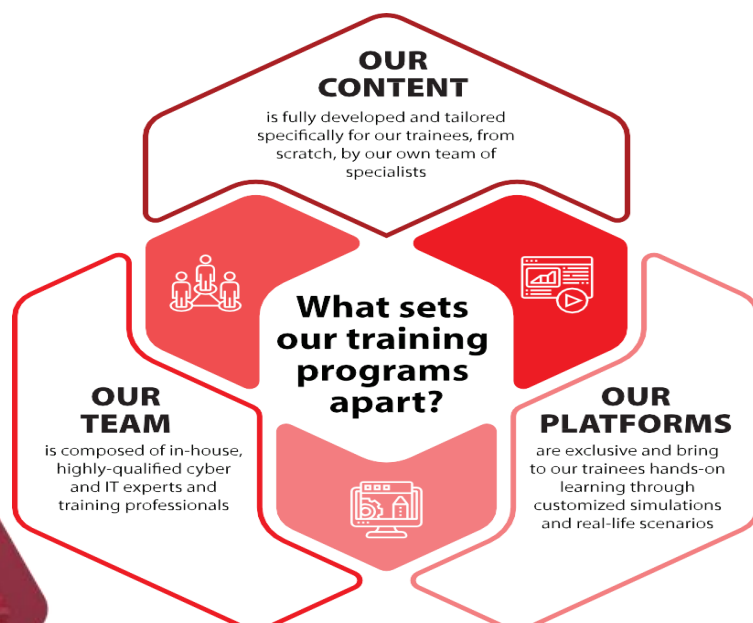 OUR
CONTENT
is fully developed and tailored
specifically for our trainees, from
scratch, by our own team of
specialists
What sets
our training
programs
apart?
OUR
TEAM
is composed of in-house,
highly-qualified cyber
and IT experts and
training professionals
OUR
PLATFORMS
are exclusive and bring
to our trainees hands-on
learning through
customized simulations
and real-life scenarios